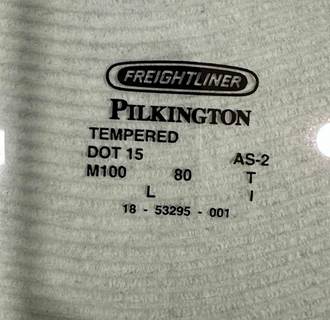 FREIGHTLINER
PILKINGTON
TEMPERED
DOT 15 AS-2
M100 80 T
L I
18 - 53295 - 001